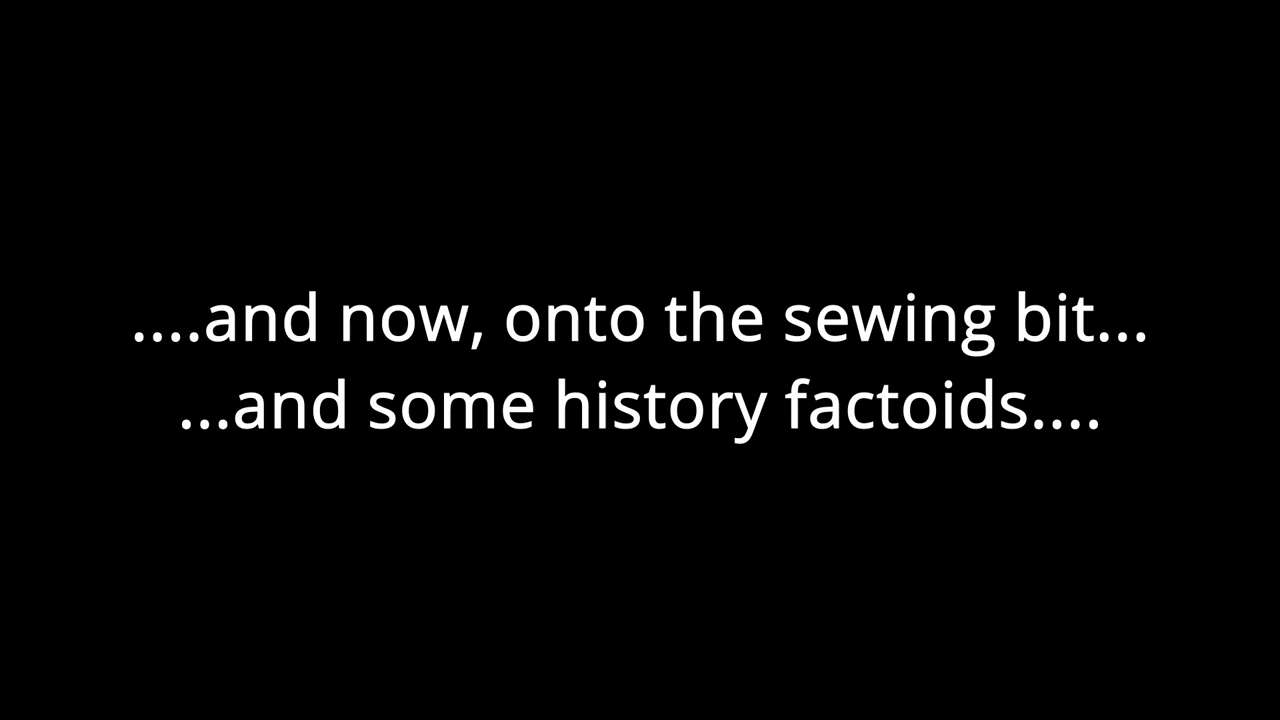 ....and now, onto the sewing bit...
...and some history factoids....